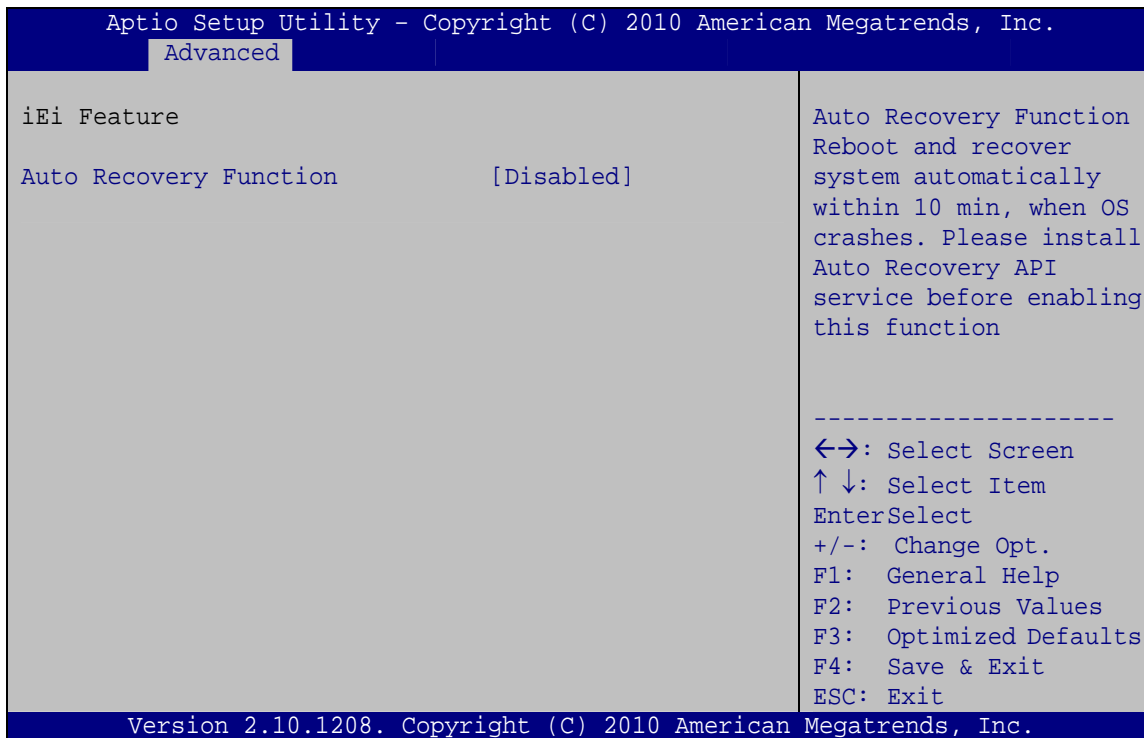 Aptio Setup Utility – Copyright (C) 2010 American Megatrends, Inc.
Advanced
iEi Feature
Auto Recovery Function [Disabled]
Auto Recovery Function
Reboot and recover
system automatically
within 10 min, when OS
crashes. Please install
Auto Recovery API
service before enabling
this function
---------------------
←→: Select Screen
↑ ↓: Select Item
EnterSelect
+/-: Change Opt.
F1: General Help
F2: Previous Values
F3: Optimized Defaults
F4: Save & Exit
ESC: Exit
Version 2.10.1208. Copyright (C) 2010 American Megatrends, Inc.